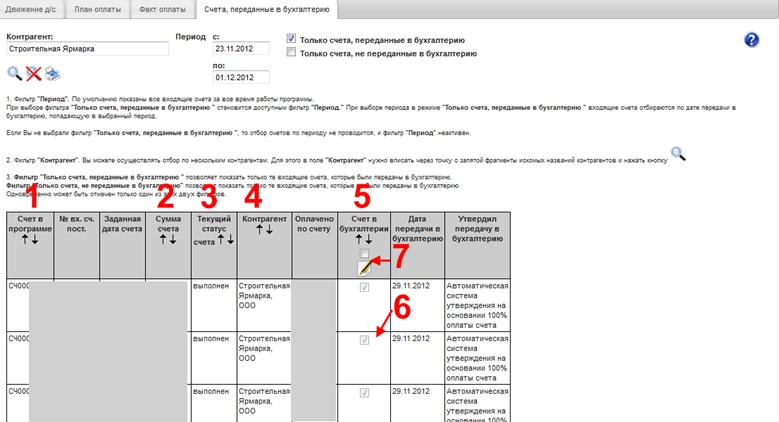 Движение д/с План оплаты Факт оплаты Счета, переданные в бухгалтерию
Контрагент: Период с:
Строительная Ярмарка 23.11.2012 Только счета, переданные в бухгалтерию
Только счета, не переданные в бухгалтерию
по:
01.12.2012
1. Фильтр "Период". По умолчанию показаны все входящие счета за все время работы программы.
При выборе фильтра "Только счета, переданные в бухгалтерию " становится доступным фильтр "Период." При выборе периода в режиме "Только счета, переданные в бухгалтерию " входящие счета отбираются по дате передачи в
бухгалтерию, попадающую в выбранный период.
Если Вы не выбрали фильтр "Только счета, переданные в бухгалтерию ", то отбор счетов по периоду не проводится, и фильтр "Период" неактивен.
2. Фильтр "Контрагент". Вы можете осуществлять отбор по нескольким контрагентам. Для этого в поле "Контрагент" нужно вписать через точку с запятой фрагменты искомых названий контрагентов и нажать кнопку
3. Фильтр "Только счета, переданные в бухгалтерию " позволяет показать только те входящие счета, которые были переданы в бухгалтерию.
Фильтр "Только счета, не переданные в бухгалтерию" позволяет показать только те входящие счета, которые не были переданы в бухгалтерию.
Одновременно может быть отмечен только один из этих двух фильтров.
1 2 3 4 5
Счет в программе № вх. сч. пост. Заданная дата счета Сумма счета Текущий статус счета Контрагент Оплачено по счету Счет в бухгалтерии Дата передачи в бухгалтерию Утвердил передачу в бухгалтерию
7
СЧ000 выполнен Строительная Ярмарка, ООО 29.11.2012 Автоматическая система утверждения на основании 100% оплаты счета
6
СЧ000 выполнен Строительная Ярмарка, ООО 29.11.2012 Автоматическая система утверждения на основании 100% оплаты счета
СЧ000 выполнен Строительная Ярмарка, ООО 29.11.2012 Автоматическая система утверждения на основании 100%